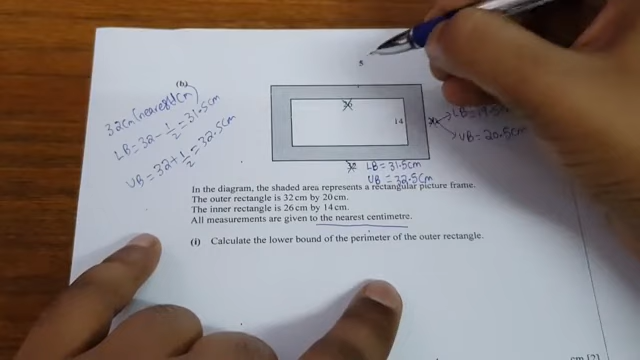 (b)
32cm (nearest cm)
LB = 32 - 1/2 = 31.5cm
UB = 32 + 1/2 = 32.5cm
14
LB = 19.5
UB = 20.5cm
LB = 31.5cm
UB = 32.5cm
In the diagram, the shaded area represents a rectangular picture frame.
The outer rectangle is 32 cm by 20 cm.
The inner rectangle is 26 cm by 14 cm.
All measurements are given to the nearest centimetre.
(i) Calculate the lower bound of the perimeter of the outer rectangle.
cm [2]